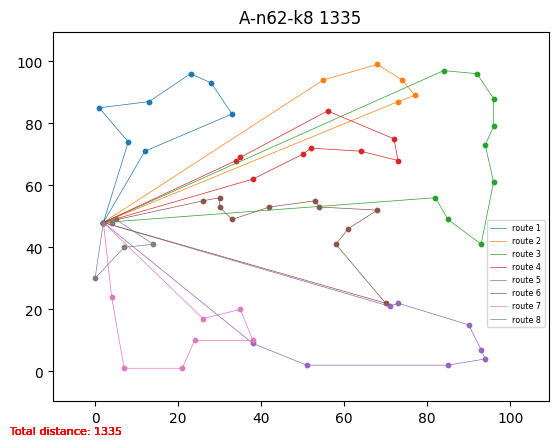 A-n62-k8 1335
100
80
60
40
20
0
0 20 40 60 80 100
route 1
route 2
route 3
route 4
route 5
route 6
route 7
route 8
Total distance: 1335